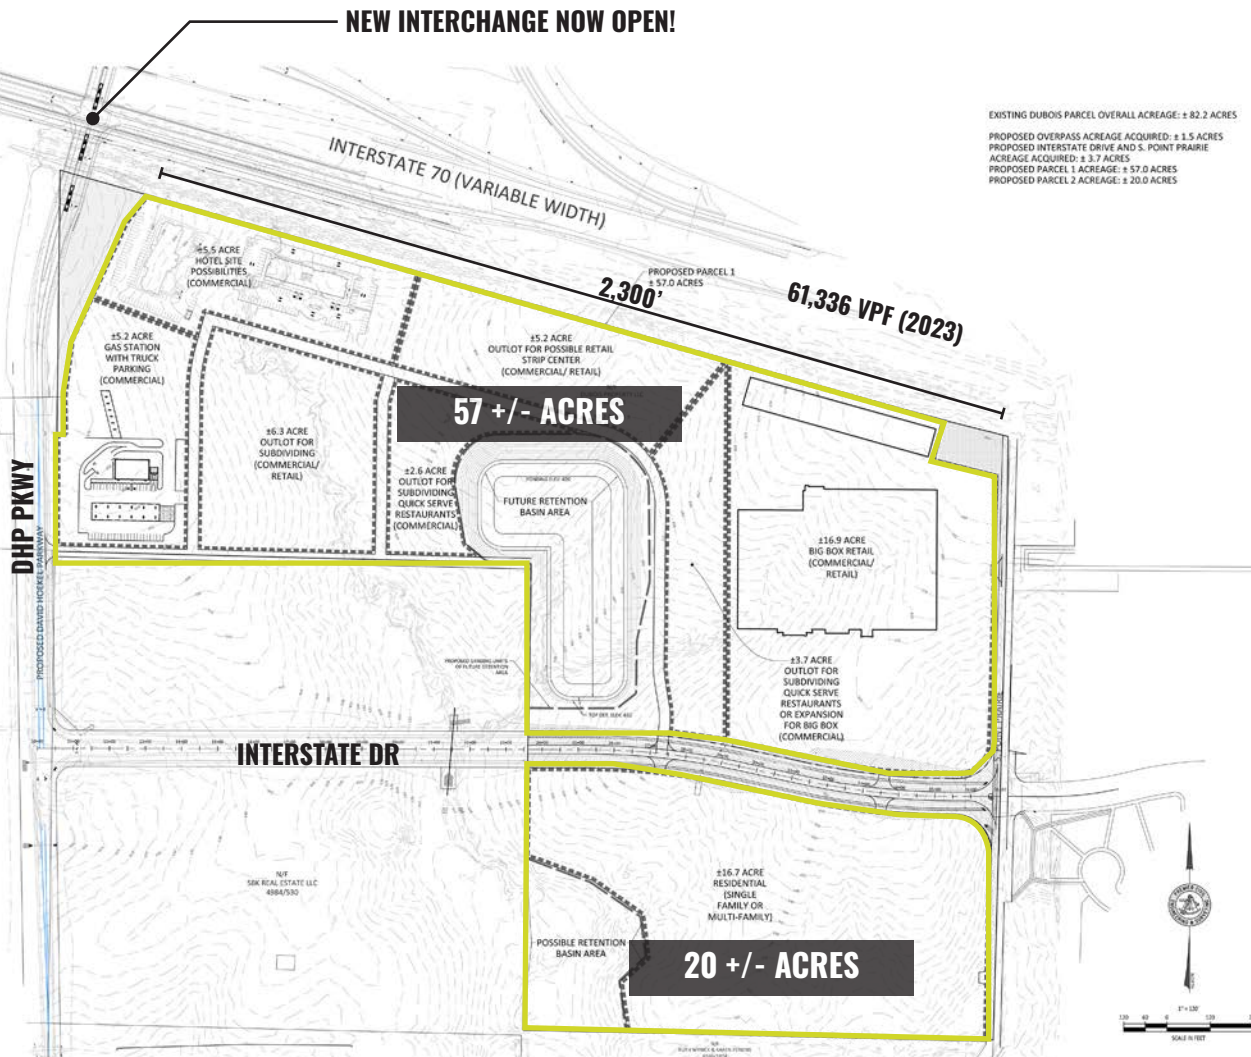 NEW INTERCHANGE NOW OPEN!
EXISTING DUBOIS PARCEL OVERALL ACREAGE: ± 82.2 ACRES
PROPOSED OVERPASS ACREAGE ACQUIRED: ± 1.5 ACRES
PROPOSED INTERSTATE DRIVE AND S. POINT PRAIRIE
ACREAGE ACQUIRED: ± 3.7 ACRES
PROPOSED PARCEL 1 ACREAGE: ± 57.0 ACRES
PROPOSED PARCEL 2 ACREAGE: ± 20.0 ACRES
INTERSTATE 70 (VARIABLE WIDTH)
±5.5 ACRE
HOTEL SITE
POSSIBILITIES
(COMMERCIAL)
PROPOSED PARCEL 1
± 57.0 ACRES
2,300'
61,336 VPF (2023)
±5.2 ACRE
GAS STATION
WITH TRUCK
PARKING
(COMMERCIAL)
±5.2 ACRE
OUTLOT FOR POSSIBLE RETAIL
STRIP CENTER
(COMMERCIAL/ RETAIL)
57 +/- ACRES
±6.3 ACRE
OUTLOT FOR
SUBDIVIDING
(COMMERCIAL/
RETAIL)
±2.6 ACRE
OUTLOT FOR
SUBDIVIDING
QUICK SERVE
RESTAURANTS
(COMMERCIAL)
FUTURE RETENTION
BASIN AREA
±16.9 ACRE
BIG BOX RETAIL
(COMMERCIAL/
RETAIL)
DHP PKWY
PROPOSED DAVID HOEKEL PARKWAY
±3.7 ACRE
OUTLOT FOR
SUBDIVIDING
QUICK SERVE
RESTAURANTS
OR EXPANSION
FOR BIG BOX
(COMMERCIAL)
INTERSTATE DR
N/F
SBK REAL ESTATE LLC
4984/530
±16.7 ACRE
RESIDENTIAL
(SINGLE
FAMILY OR
MULTI-FAMILY)
POSSIBLE RETENTION
BASIN AREA
20 +/- ACRES
1" = 120'
SCALE IN FEET